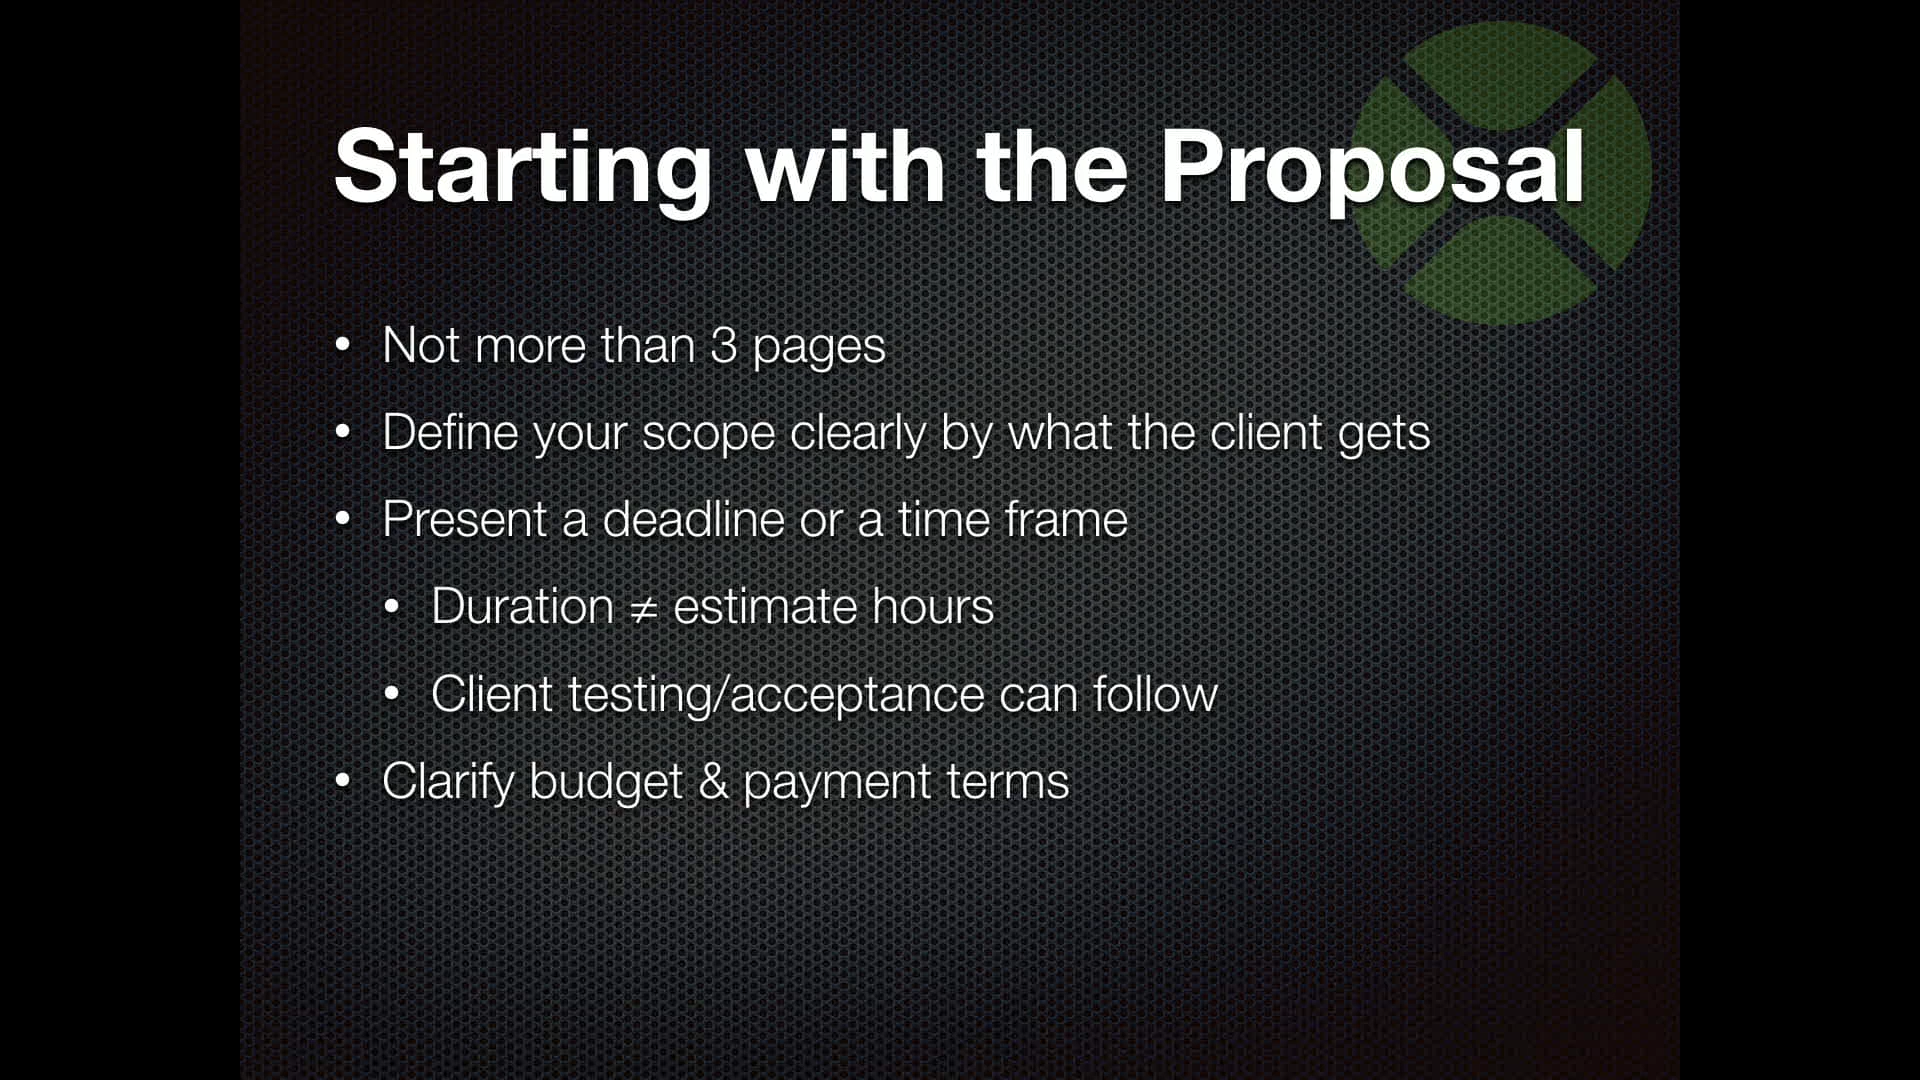 Starting with the Proposal
• Not more than 3 pages
• Define your scope clearly by what the client gets
• Present a deadline or a time frame
• Duration ≠ estimate hours
• Client testing/acceptance can follow
• Clarify budget & payment terms